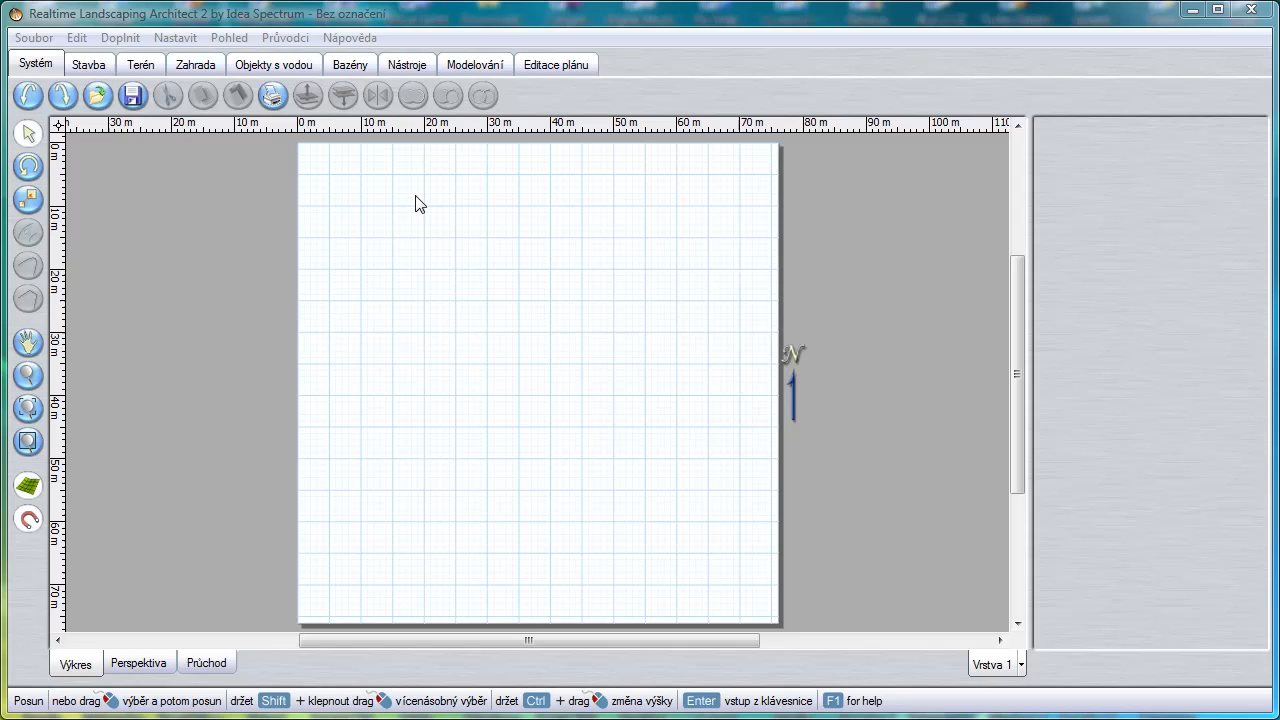 Realtime Landscaping Architect 2 by Idea Spectrum - Bez označení
Soubor Edit Doplnit Nastavit Pohled Průvodci Nápověda
Systém Stavba Terén Zahrada Objekty s vodou Bazény Nástroje Modelování Editace plánu
30 m 20 m 10 m 0 m 10 m 20 m 30 m 40 m 50 m 60 m 70 m 80 m 90 m 100 m 110
0 m
10 m
20 m
30 m
N
40 m
50 m
60 m
70 m
Výkres Perspektiva Průchod Vrstva 1
Posun nebo drag výběr a potom posun držet Shift + klepnout drag vícenásobný výběr držet Ctrl + drag změna výšky Enter vstup z klávesnice F1 for help